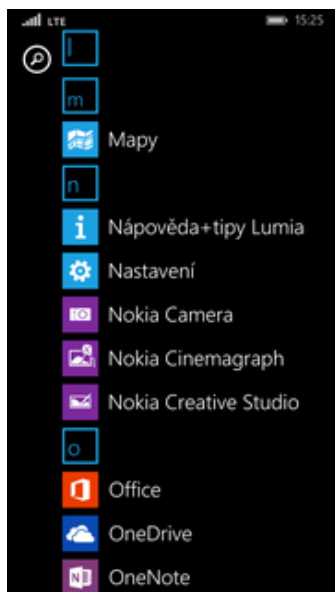 LTE 15:25
l
m
Mapy
n
Nápověda+tipy Lumia
Nastavení
Nokia Camera
Nokia Cinemagraph
Nokia Creative Studio
o
Office
OneDrive
OneNote